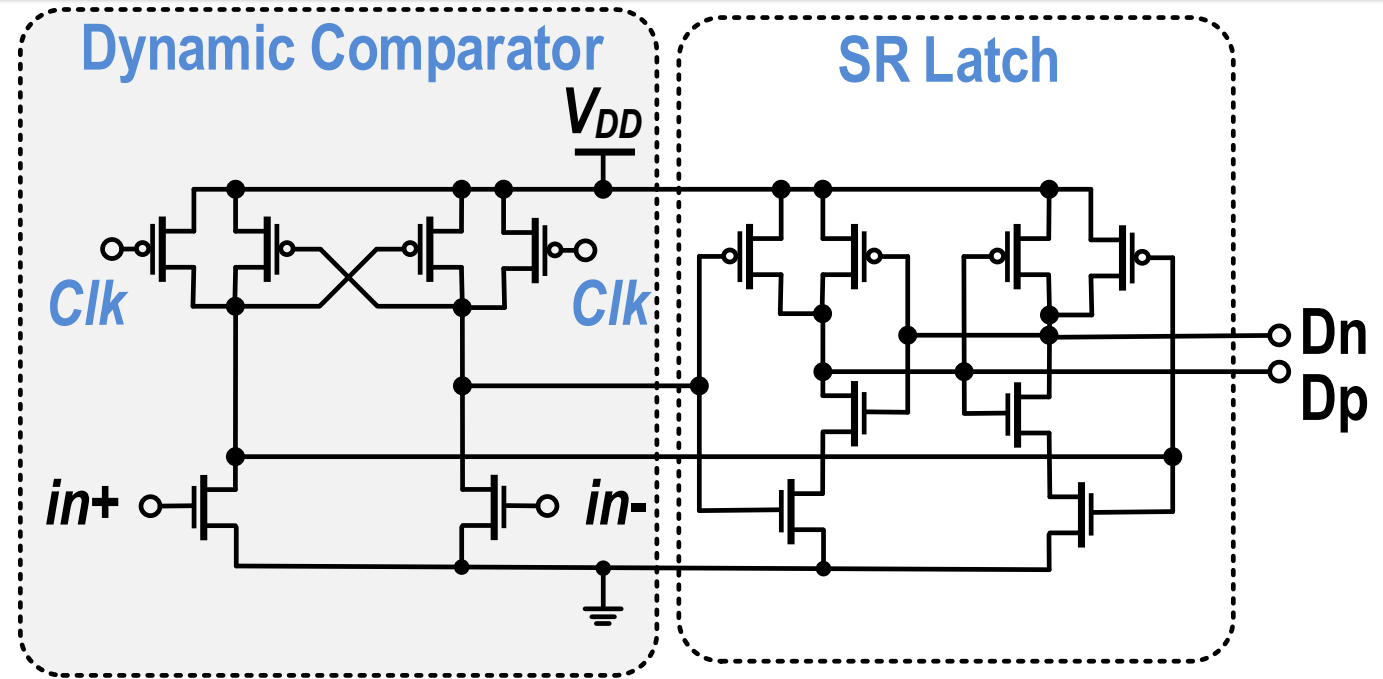 Dynamic Comparator
SR Latch
VDD
Clk
Clk
Dn
Dp
in+
in-